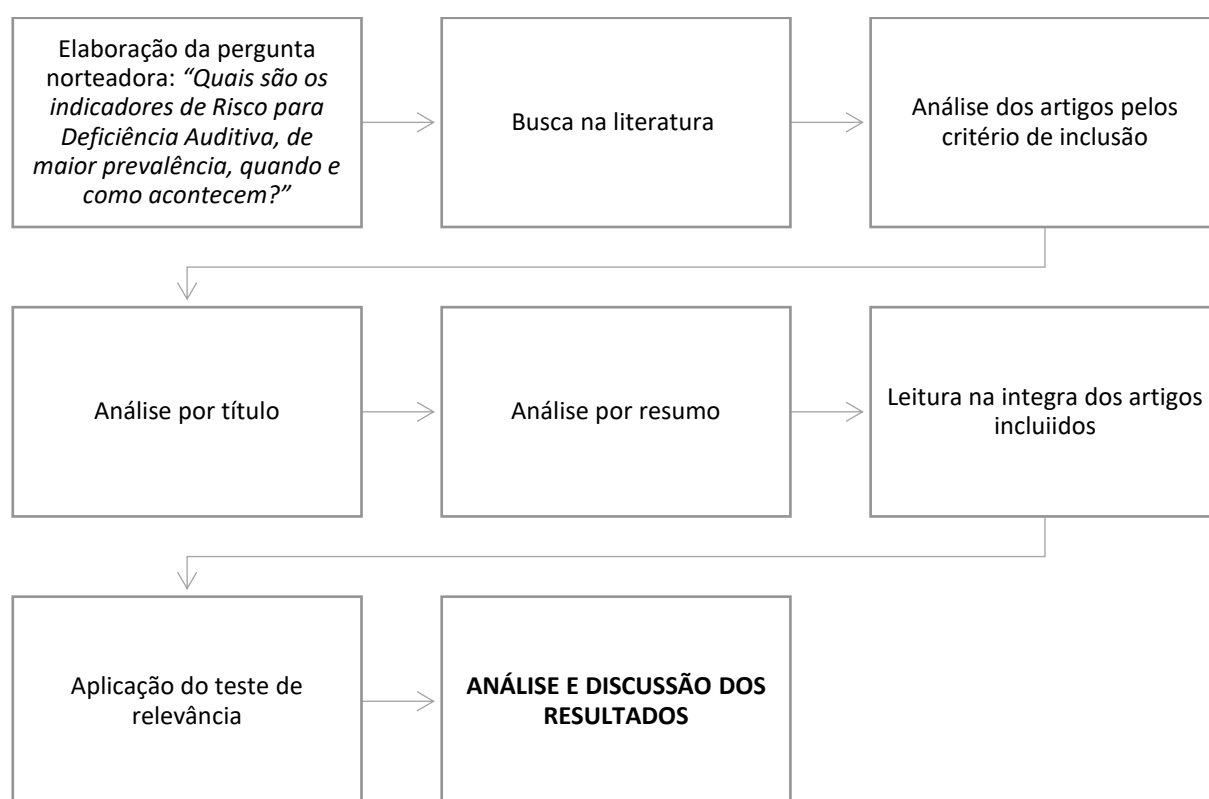 Elaboração da pergunta
norteadora: “Quais são os
indicadores de Risco para
Deficiência Auditiva, de
maior prevalência, quando e
como acontecem?”
Busca na literatura
Análise dos artigos pelos
critério de inclusão
Análise por título
Análise por resumo
Leitura na integra dos artigos
incluiidos
Aplicação do teste de
relevância
ANÁLISE E DISCUSSÃO DOS
RESULTADOS